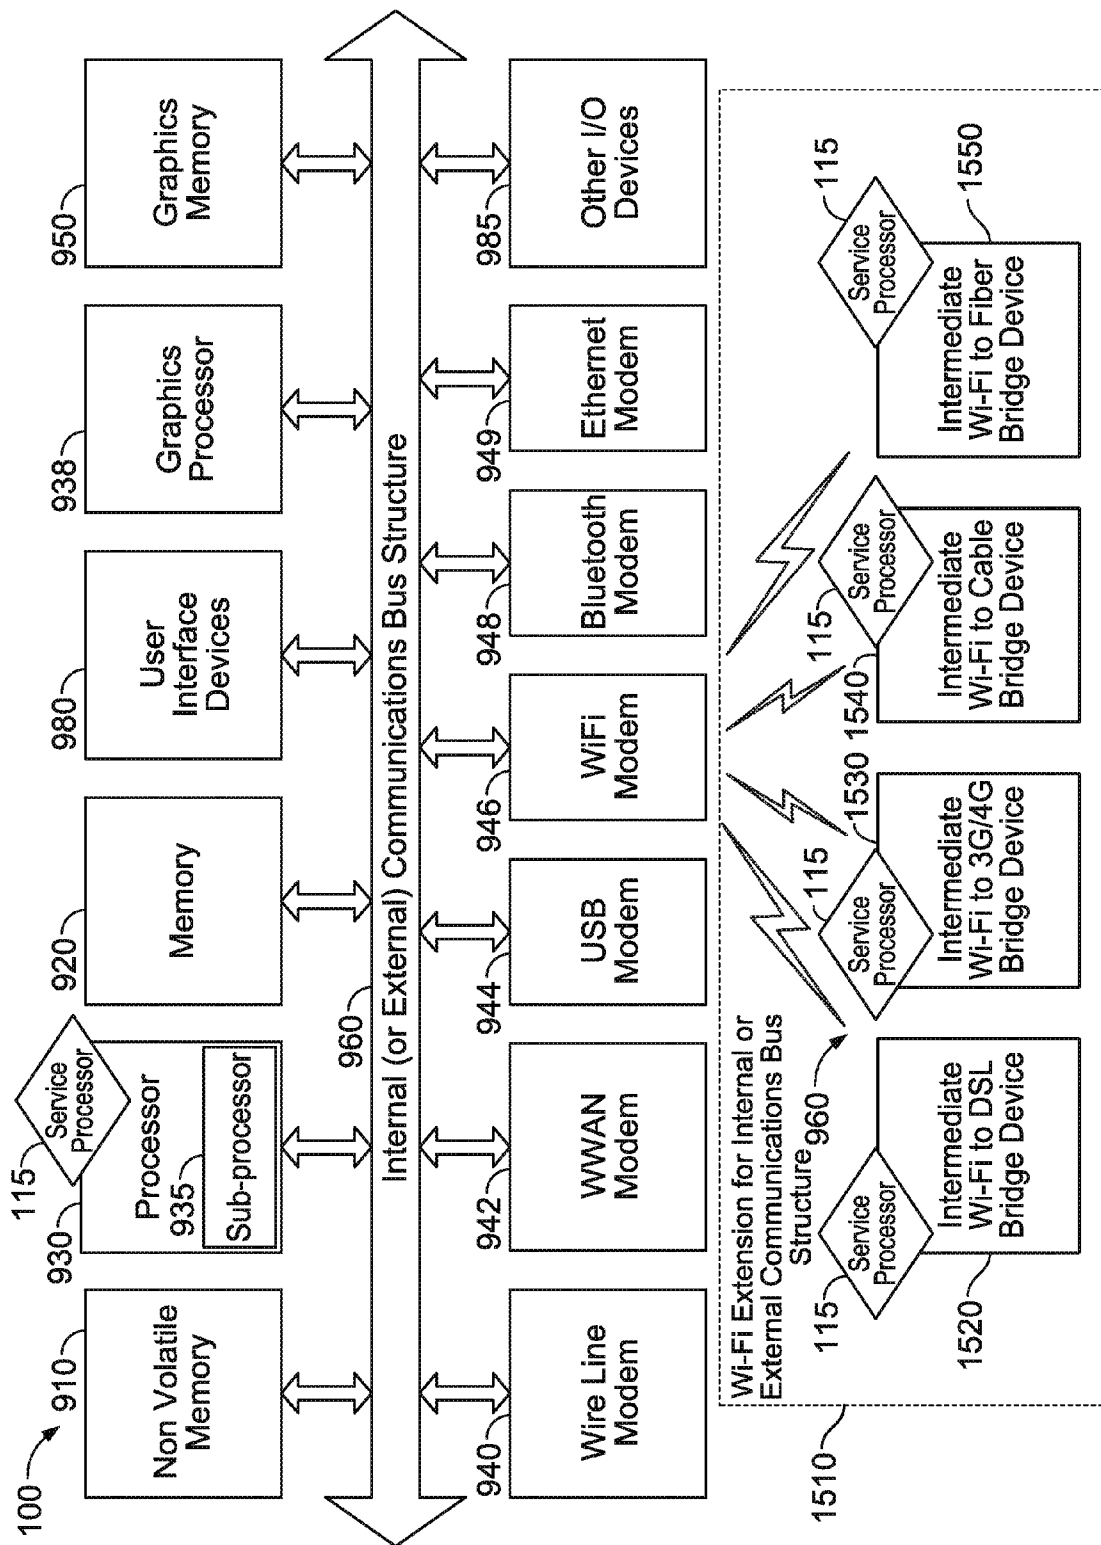 100
910
Non Volatile
Memory
115
930
Service
Processor
Processor
935
Sub-processor
920
Memory
980
User
Interface
Devices
938
Graphics
Processor
950
Graphics
Memory
960
Internal (or External) Communications Bus Structure
940
Wire Line
Modem
942
WWAN
Modem
944
USB
Modem
946
WiFi
Modem
948
Bluetooth
Modem
949
Ethernet
Modem
985
Other I/O
Devices
1510
Wi-Fi Extension for Internal or
External Communications Bus
Structure
960
115
Service
Processor
1520
Intermediate
Wi-Fi to DSL
Bridge Device
115
1530
Service
Processor
Intermediate
Wi-Fi to 3G/4G
Bridge Device
1540
115
Service
Processor
Intermediate
Wi-Fi to Cable
Bridge Device
115
Service
Processor
1550
Intermediate
Wi-Fi to Fiber
Bridge Device